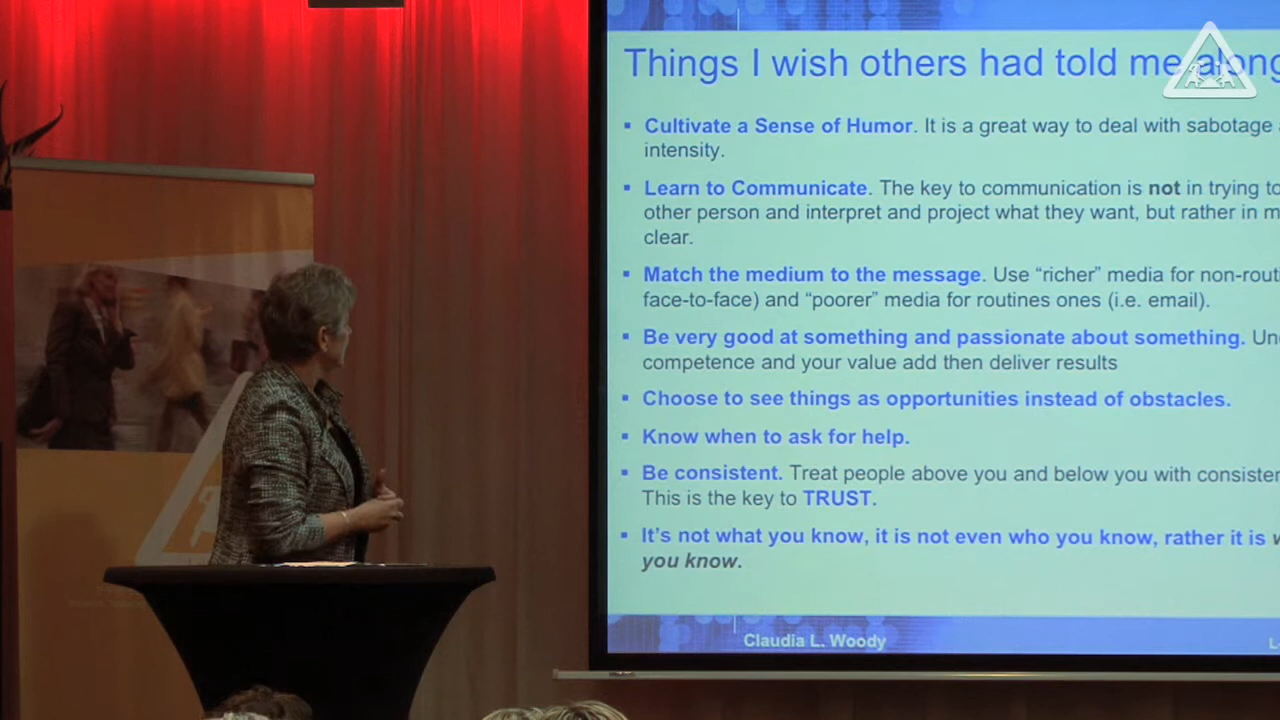 Things I wish others had told me along
▪ Cultivate a Sense of Humor. It is a great way to deal with sabotage
intensity.
▪ Learn to Communicate. The key to communication is not in trying to
other person and interpret and project what they want, but rather in
clear.
▪ Match the medium to the message. Use “richer” media for
face-to-face) and “poorer” media for routines ones (i.e. email).
▪ Be very good at something and passionate about something.
competence and your value add then deliver results
▪ Choose to see things as opportunities instead of obstacles.
▪ Know when to ask for help.
▪ Be consistent. Treat people above you and below you with
This is the key to TRUST.
▪ It’s not what you know, it is not even who you know, rather it is
you know.
Claudia L. Woody